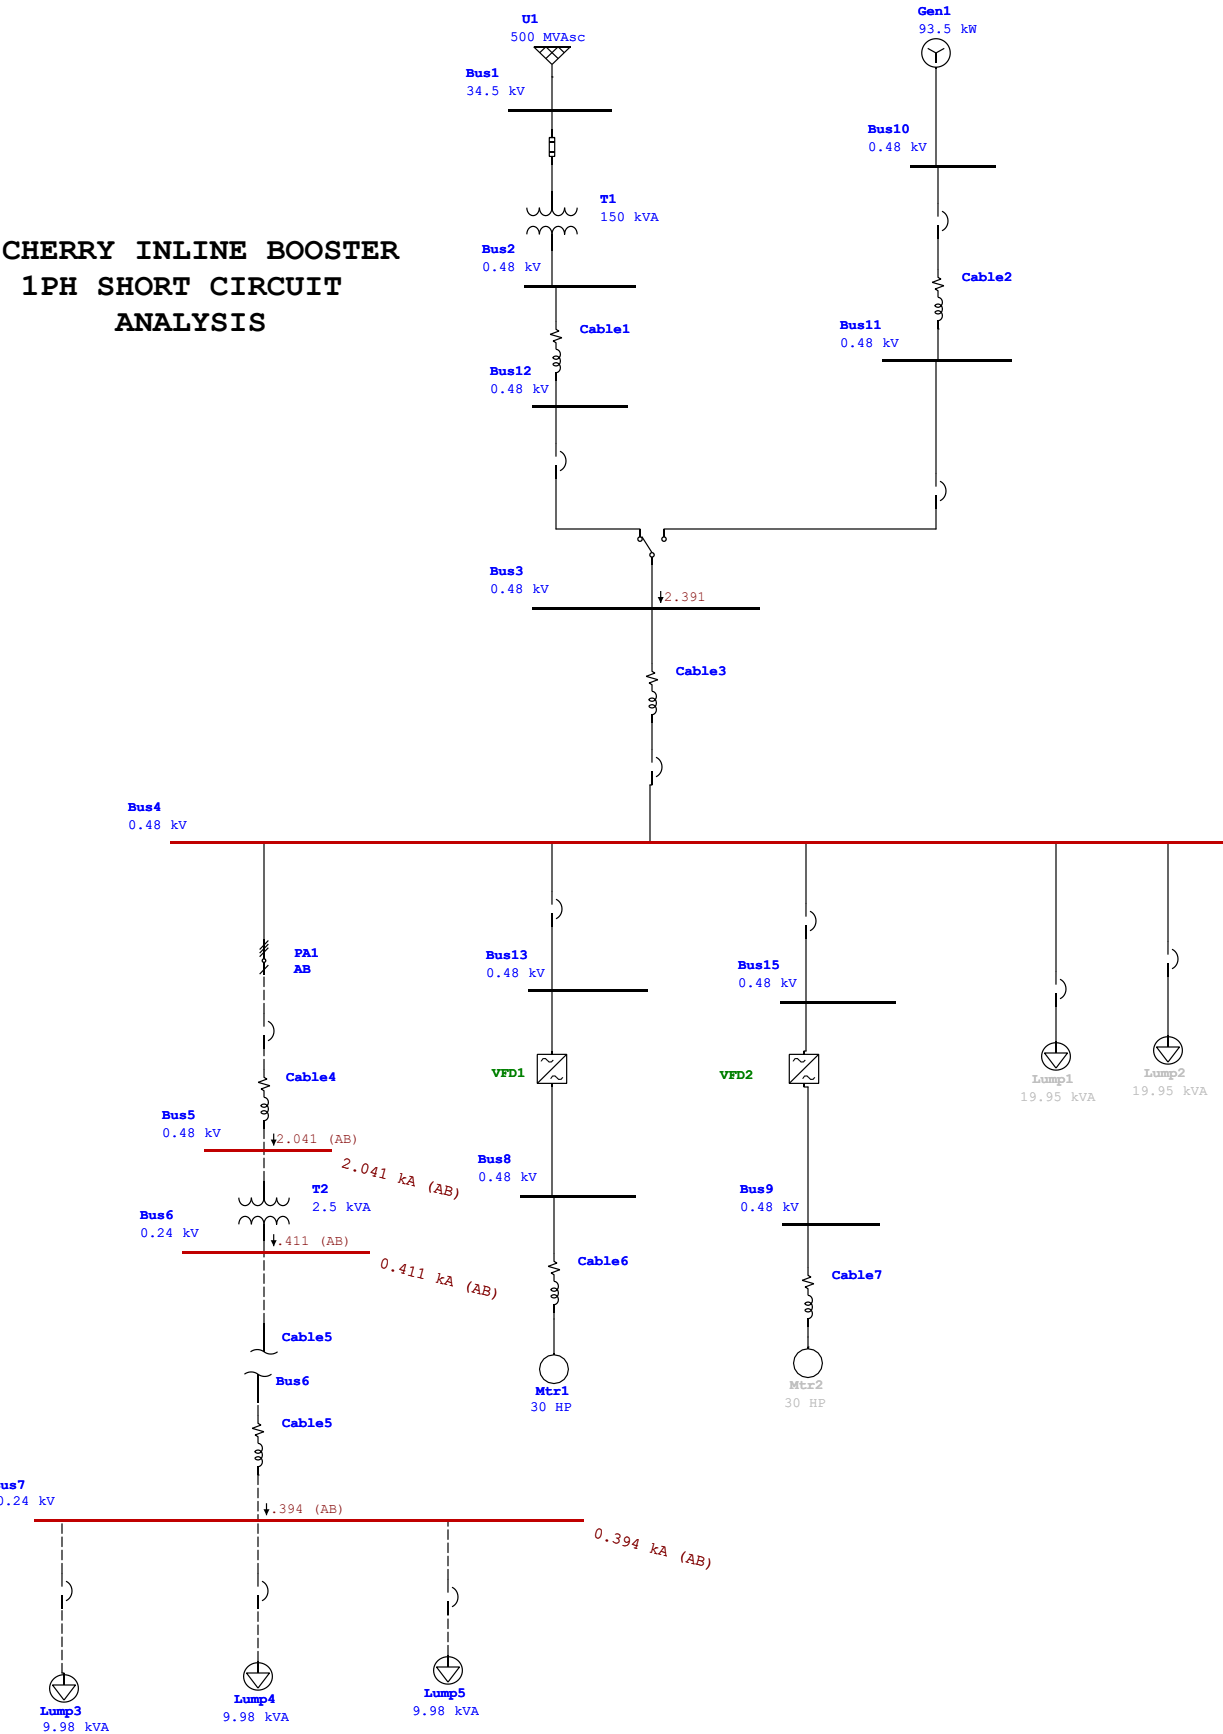 U1
500 MVAsc
Gen1
93.5 kW
Bus1
34.5 kV
Bus10
0.48 kV
T1
150 kVA
CHERRY INLINE BOOSTER
1PH SHORT CIRCUIT
ANALYSIS
Bus2
0.48 kV
Cable2
Cable1
Bus11
0.48 kV
Bus12
0.48 kV
Bus3
0.48 kV
2.391
Cable3
Bus4
0.48 kV
PA1
AB
Bus13
0.48 kV
Bus15
0.48 kV
VFD1
VFD2
Cable4
Lump1
19.95 kVA
Lump2
19.95 kVA
Bus5
0.48 kV
2.041 (AB)
2.041 kA (AB)
Bus8
0.48 kV
T2
2.5 kVA
Bus9
0.48 kV
Bus6
0.24 kV
.411 (AB)
0.411 kA (AB)
Cable6
Cable7
Cable5
Bus6
Mtr1
30 HP
Mtr2
30 HP
Cable5
us7
0.24 kV
.394 (AB)
0.394 kA (AB)
Lump3
9.98 kVA
Lump4
9.98 kVA
Lump5
9.98 kVA